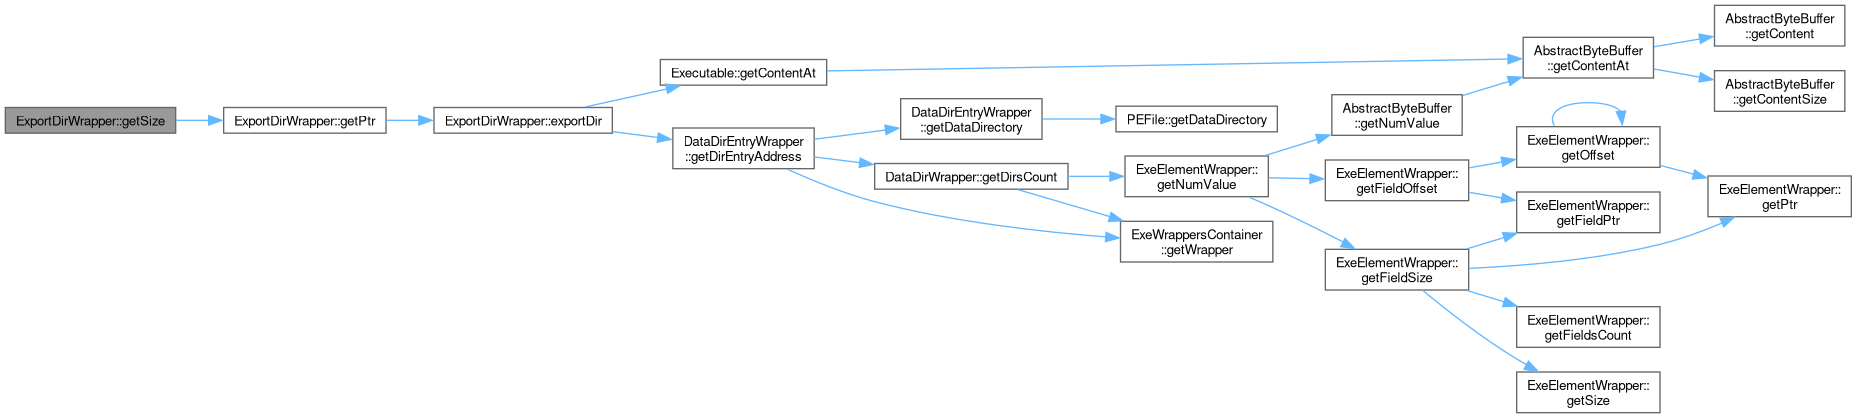 ExportDirWrapper::getSize
ExportDirWrapper::getPtr
ExportDirWrapper::exportDir
Executable::getContentAt
DataDirEntryWrapper
::getDirEntryAddress
DataDirEntryWrapper
::getDataDirectory
DataDirWrapper::getDirsCount
PEFile::getDataDirectory
ExeElementWrapper::
getNumValue
ExeWrappersContainer
::getWrapper
AbstractByteBuffer
::getNumValue
ExeElementWrapper::
getFieldOffset
ExeElementWrapper::
getFieldSize
AbstractByteBuffer
::getContentAt
ExeElementWrapper::
getOffset
ExeElementWrapper::
getFieldPtr
ExeElementWrapper::
getFieldsCount
ExeElementWrapper::
getSize
AbstractByteBuffer
::getContent
AbstractByteBuffer
::getContentSize
ExeElementWrapper::
getPtr